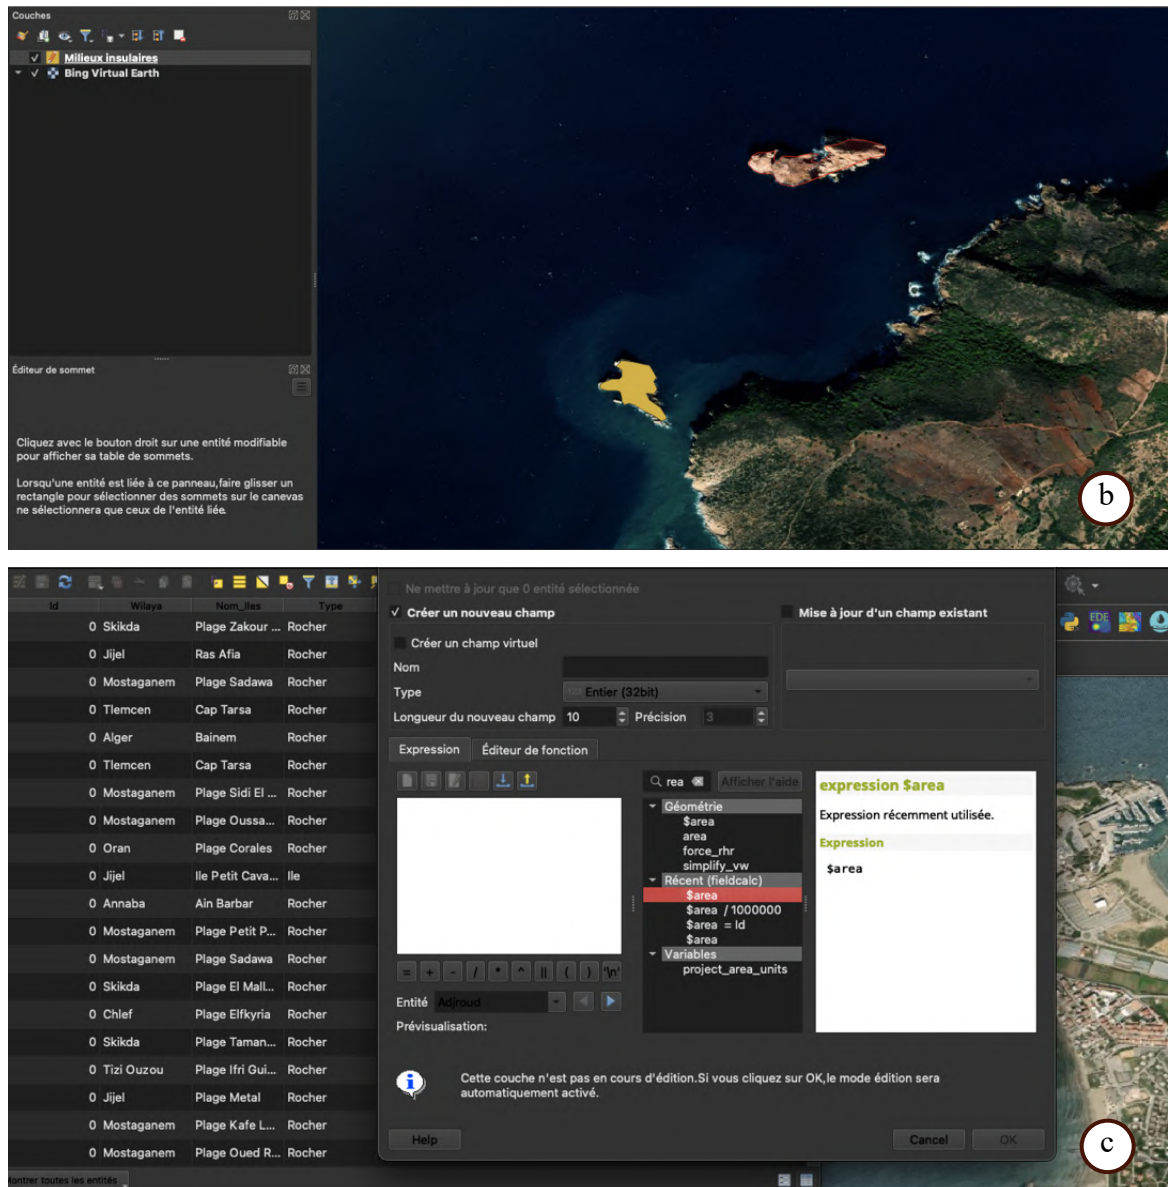 Couches
Milieux insulaires
Bing Virtual Earth
Éditeur de sommet
Cliquez avec le bouton droit sur une entité modifiable
pour afficher sa table de sommets.
Lorsqu'une entité est liée à ce panneau,faire glisser un
rectangle pour sélectionner des sommets sur le canevas
ne sélectionnera que ceux de l'entité liée.
b
Id Wilaya Nom_Iles Type
0 Skikda Plage Zakour ... Rocher
0 Jijel Ras Afia Rocher
0 Mostaganem Plage Sadawa Rocher
0 Tlemcen Cap Tarsa Rocher
0 Alger Bainem Rocher
0 Tlemcen Cap Tarsa Rocher
0 Mostaganem Plage Sidi El ... Rocher
0 Mostaganem Plage Oussa... Rocher
0 Oran Plage Corales Rocher
0 Jijel Ile Petit Cava... Ile
0 Annaba Ain Barbar Rocher
0 Mostaganem Plage Petit P... Rocher
0 Mostaganem Plage Sadawa Rocher
0 Skikda Plage El Mall... Rocher
0 Chlef Plage Elfkyria Rocher
0 Skikda Plage Taman... Rocher
0 Tizi Ouzou Plage Ifri Gui... Rocher
0 Jijel Plage Metal Rocher
0 Mostaganem Plage Kafe L... Rocher
0 Mostaganem Plage Oued R... Rocher
ontrer toutes les entités
Ne mettre à jour que 0 entité sélectionnée
Créer un nouveau champ
Mise à jour d'un champ existant
Créer un champ virtuel
Nom
Type 123 Entier (32bit)
Longueur du nouveau champ 10 Précision 3
Expression Éditeur de fonction
= + - / * ^ || ( ) '\n'
Entité Adjroud
Prévisualisation:
rea Afficher l'aide
Géométrie
$area
area
force_rhr
simplify_vw
Récent (fieldcalc)
$area
$area / 1000000
$area = Id
$area
Variables
project_area_units
expression $area
Expression récemment utilisée.
Expression
$area
Cette couche n'est pas en cours d'édition.Si vous cliquez sur OK,le mode édition sera
automatiquement activé.
Help Cancel OK
EDE
c